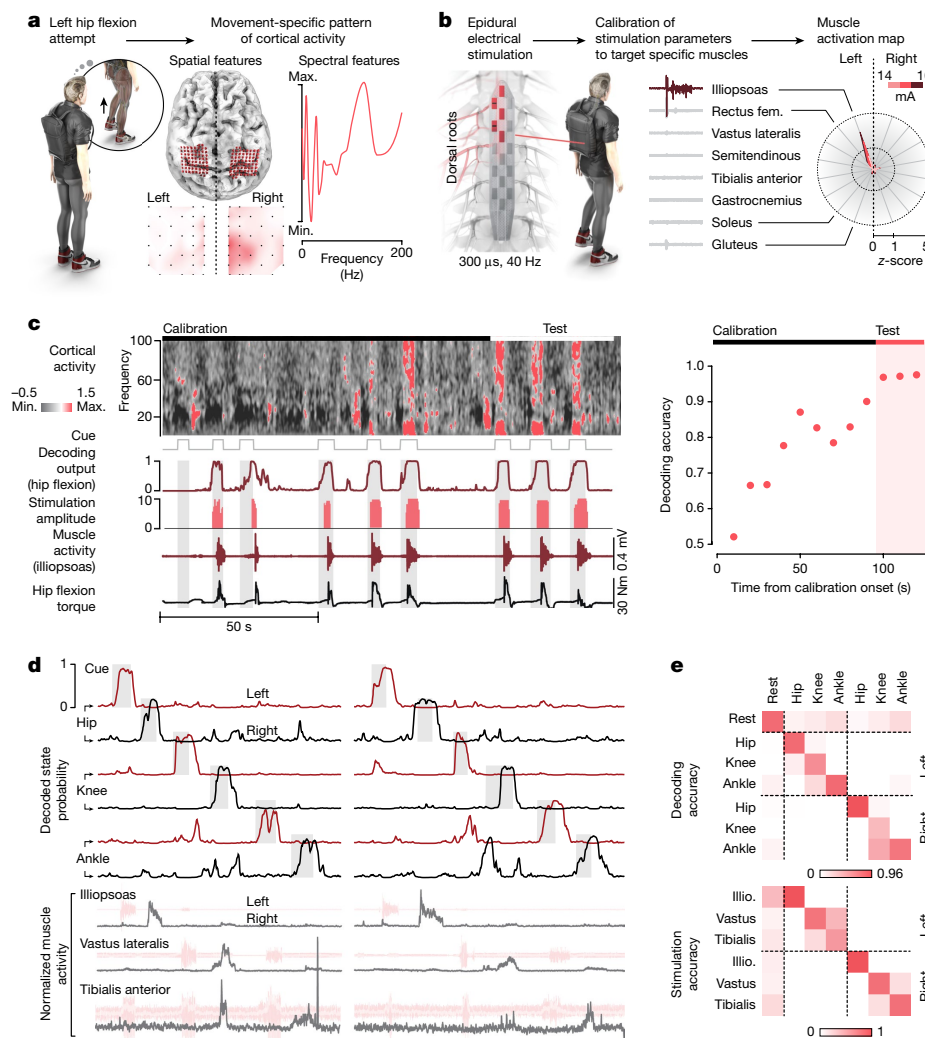 a
Left hip flexion
attempt
Movement-specific pattern
of cortical activity
Spatial features
Spectral features
Max.
Left
Right
Min.
0
200
Frequency
(Hz)
b
Epidural
electrical
stimulation
Calibration of
stimulation parameters
to target specific muscles
Muscle
activation map
Left
Right
14
mA
Dorsal roots
300 µs, 40 Hz
Illiopsoas
Rectus fem.
Vastus lateralis
Semitendinous
Tibialis anterior
Gastrocnemius
Soleus
Gluteus
0 1
z-score
c
Calibration
Test
Cortical
activity
–0.5
1.5
Min.
Max.
Frequency
100
60
20
Cue
Decoding
output
(hip flexion)
1
0
Stimulation
amplitude
10
0
Muscle
activity
(illiopsoas)
0.4 mV
Hip flexion
torque
30 Nm
50 s
Calibration
Test
Decoding accuracy
1.0
0.9
0.8
0.7
0.6
0.5
0
50
100
Time from calibration onset (s)
d
1
0
Cue
Left
Hip
Right
Knee
Ankle
Decoded state
probability
Illiopsoas
Left
Right
Vastus lateralis
Tibialis anterior
Normalized muscle
activity
e
Rest
Hip
Knee
Ankle
Hip
Knee
Ankle
Rest
Hip
Knee
Ankle
Hip
Knee
Ankle
Left
Right
Decoding
accuracy
0
0.96
Illio.
Vastus
Tibialis
Illio.
Vastus
Tibialis
Left
Right
Stimulation
accuracy
0
1